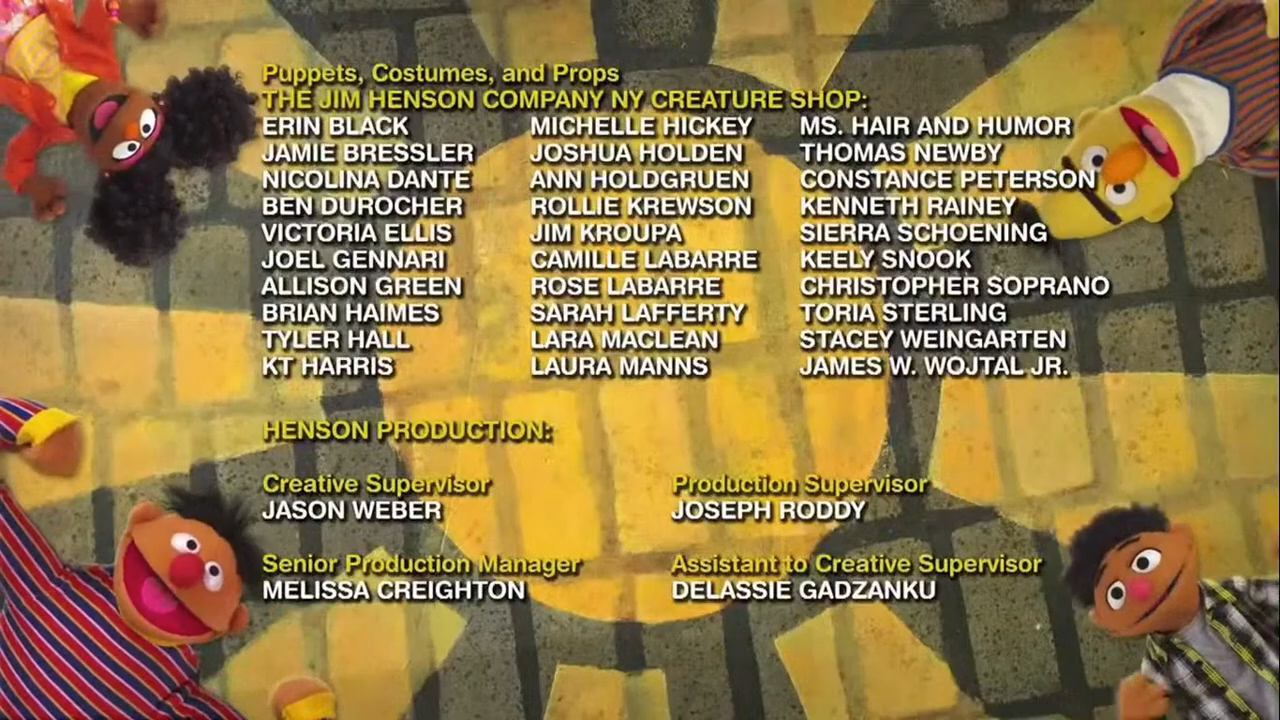 Puppets, Costumes, and Props
THE JIM HENSON COMPANY NY CREATURE SHOP:
ERIN BLACK MICHELLE HICKEY MS. HAIR AND HUMOR
JAMIE BRESSLER JOSHUA HOLDEN THOMAS NEWBY
NICOLINA DANTE ANN HOLDGRUEN CONSTANCE PETERSON
BEN DUROCHER ROLLIE KREWSON KENNETH RAINEY
VICTORIA ELLIS JIM KROUPA SIERRA SCHOENING
JOEL GENNARI CAMILLE LABARRE KEELY SNOOK
ALLISON GREEN ROSE LABARRE CHRISTOPHER SOPRANO
BRIAN HAIMES SARAH LAFFERTY TORIA STERLING
TYLER HALL LARA MACLEAN STACEY WEINGARTEN
KT HARRIS LAURA MANNS JAMES W. WOJTAL JR.
HENSON PRODUCTION:
Creative Supervisor Production Supervisor
JASON WEBER JOSEPH RODDY
Senior Production Manager Assistant to Creative Supervisor
MELISSA CREIGHTON DELASSIE GADZANKU